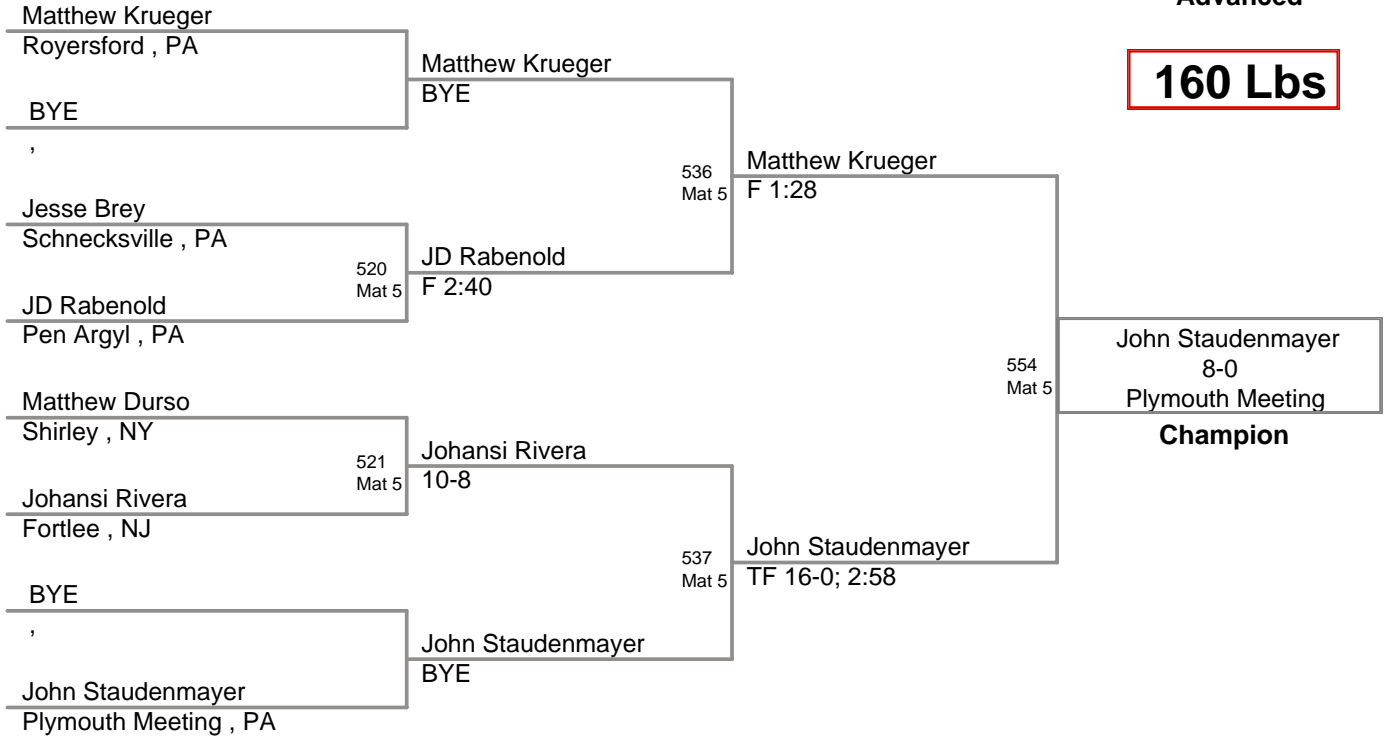 Advanced
160 Lbs
Matthew Krueger
Royersford , PA
BYE
,
Jesse Brey
Schnecksville , PA
JD Rabenold
Pen Argyl , PA
Matthew Durso
Shirley , NY
Johansi Rivera
Fortlee , NJ
BYE
,
John Staudenmayer
Plymouth Meeting , PA
Matthew Krueger
BYE
520
Mat 5
JD Rabenold
F 2:40
521
Mat 5
Johansi Rivera
10-8
John Staudenmayer
BYE
536
Mat 5
Matthew Krueger
F 1:28
537
Mat 5
John Staudenmayer
TF 16-0; 2:58
554
Mat 5
John Staudenmayer
8-0
Plymouth Meeting
Champion